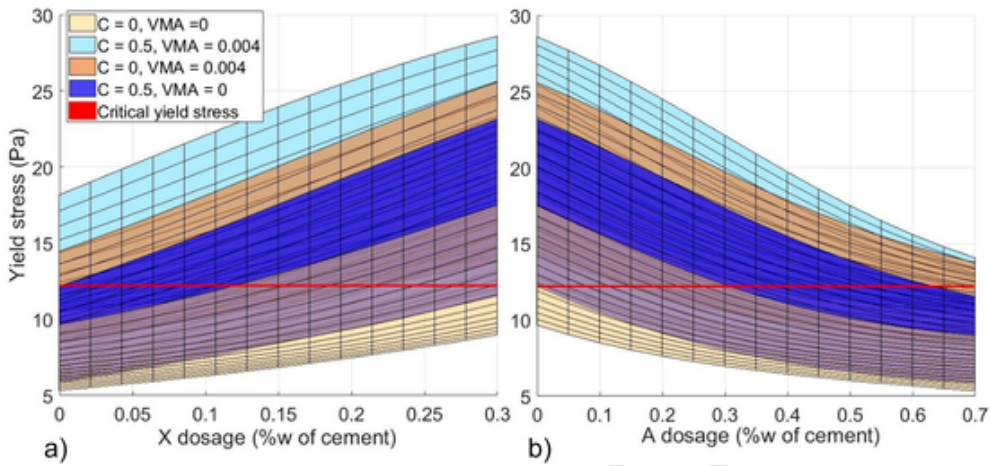 30
25
20
15
10
5
Yield stress (Pa)
C = 0, VMA =0
C = 0.5, VMA = 0.004
C = 0, VMA = 0.004
C = 0.5, VMA = 0
Critical yield stress
0 0.05 0.1 0.15 0.2 0.25 0.3
X dosage (%w of cement)
a)
30
25
20
15
10
5
0 0.1 0.2 0.3 0.4 0.5 0.6 0.7
A dosage (%w of cement)
b)